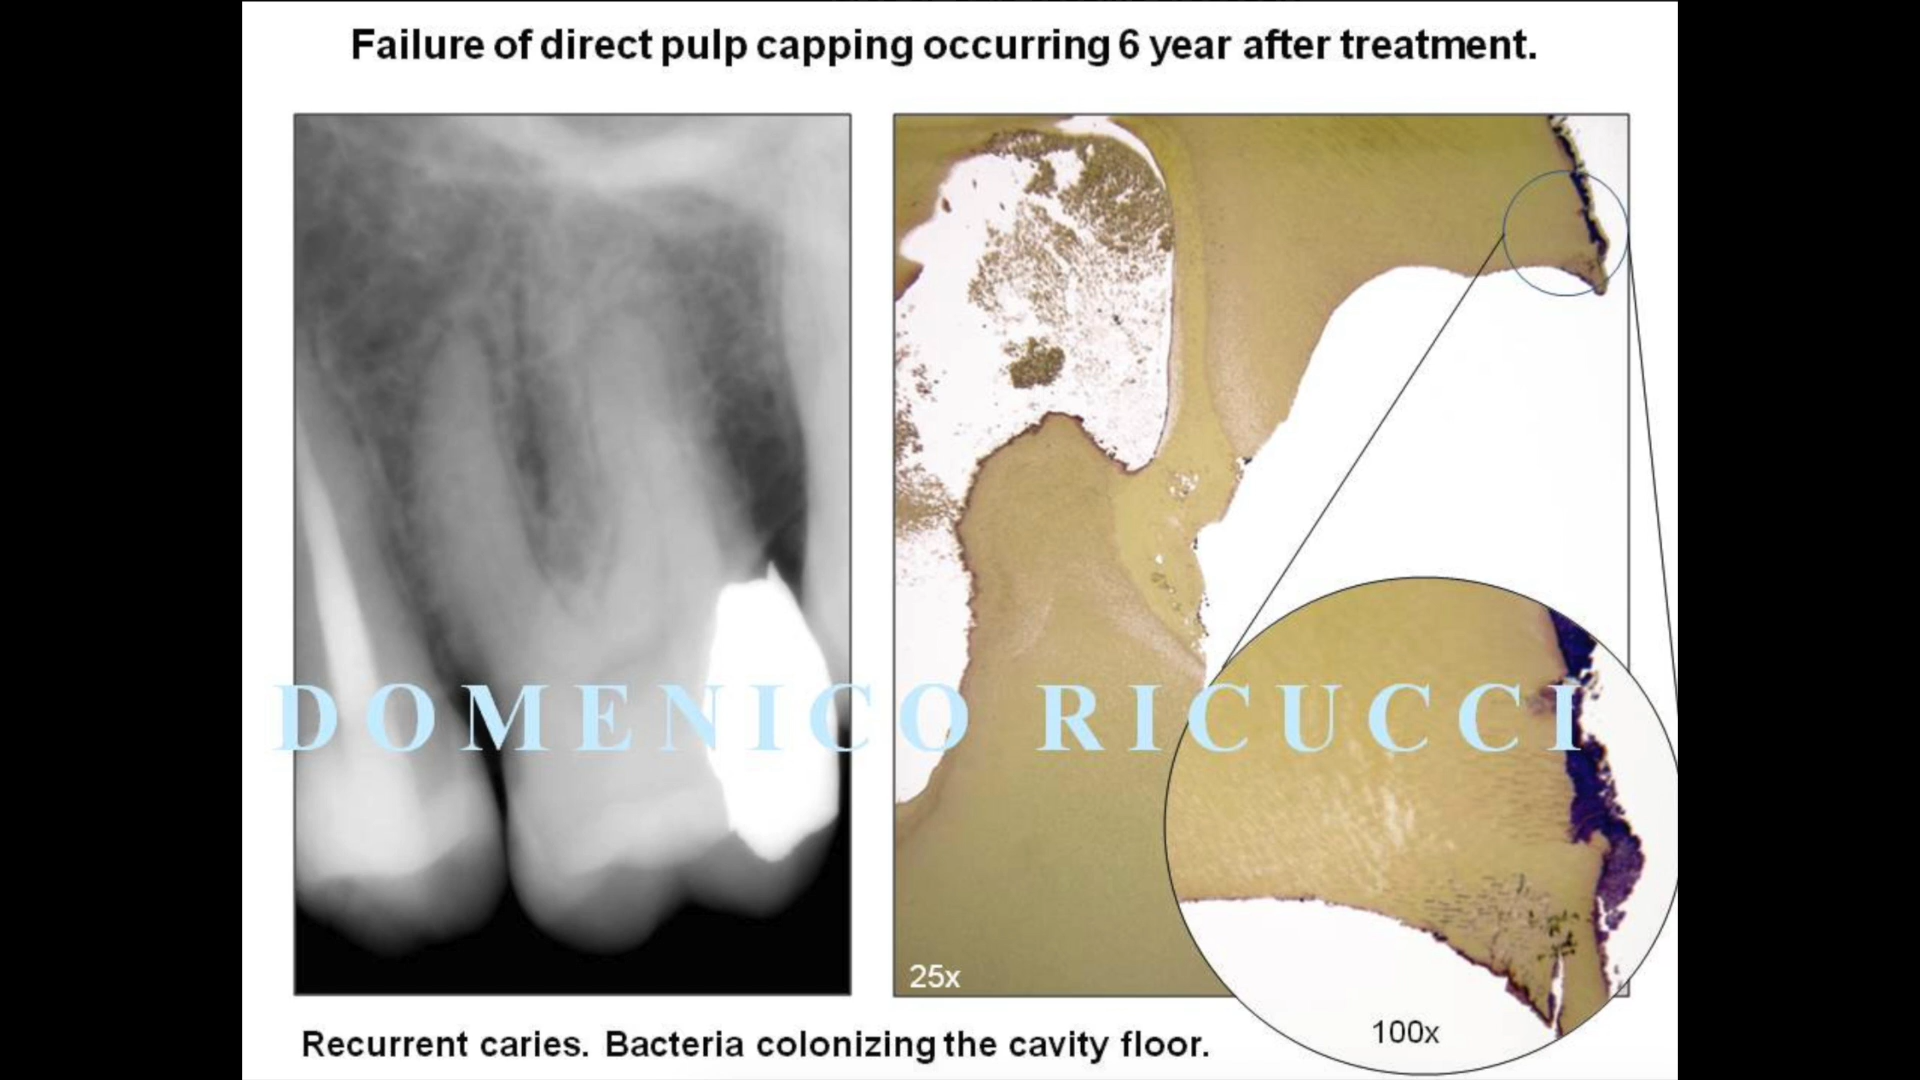 Failure of direct pulp capping occurring 6 year after treatment.
DOMENICO RICUCCI
25x
100x
Recurrent caries. Bacteria colonizing the cavity floor.